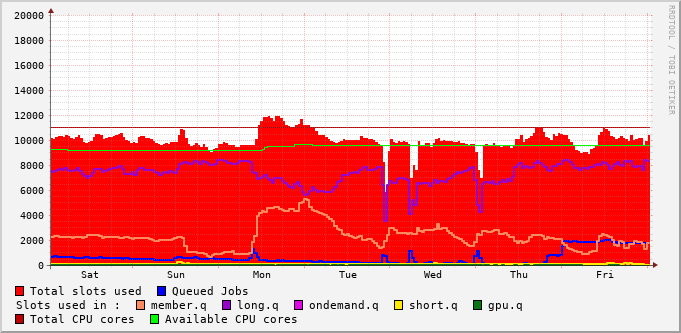 20000
18000
16000
14000
12000
10000
8000
6000
4000
2000
0
Sat Sun Mon Tue Wed Thu Fri
Total slots used Queued Jobs
Slots used in : member.q long.q ondemand.q short.q gpu.q
Total CPU cores Available CPU cores
RRDTOOL / TOBI OETIKER